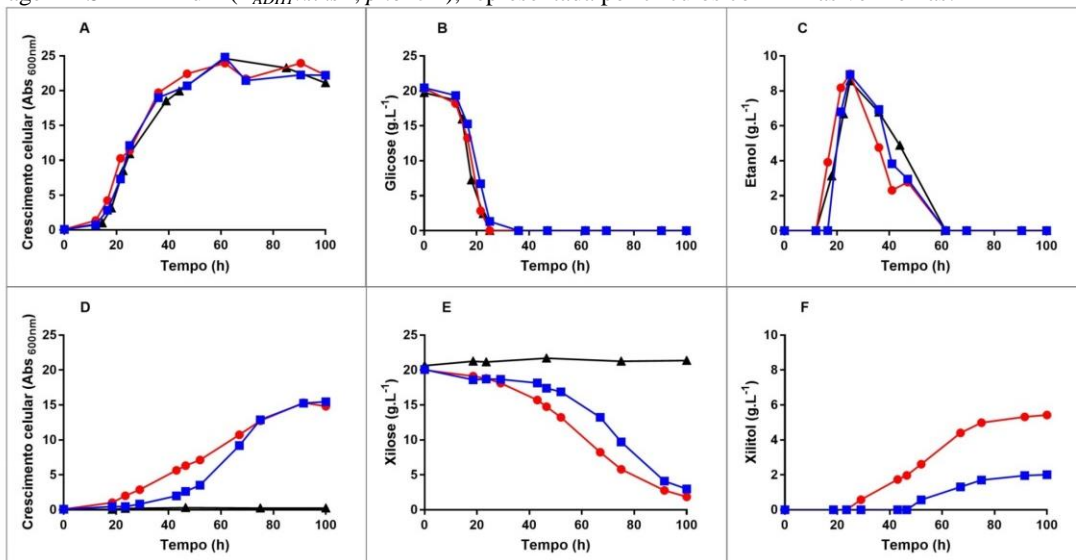 A
Crescimento celular (Abs 600nm)
25
20
15
10
5
0
0 20 40 60 80 100
Tempo (h)
B
Glicose (g.L-1)
25
20
15
10
5
0
0 20 40 60 80 100
Tempo (h)
C
Etanol (g.L-1)
10
8
6
4
2
0
0 20 40 60 80 100
Tempo (h)
D
Crescimento celular (Abs 600nm)
25
20
15
10
5
0
0 20 40 60 80 100
Tempo (h)
E
Xilose (g.L-1)
25
20
15
10
5
0
0 20 40 60 80 100
Tempo (h)
F
Xilitol (g.L-1)
10
8
6
4
2
0
0 20 40 60 80 100
Tempo (h)